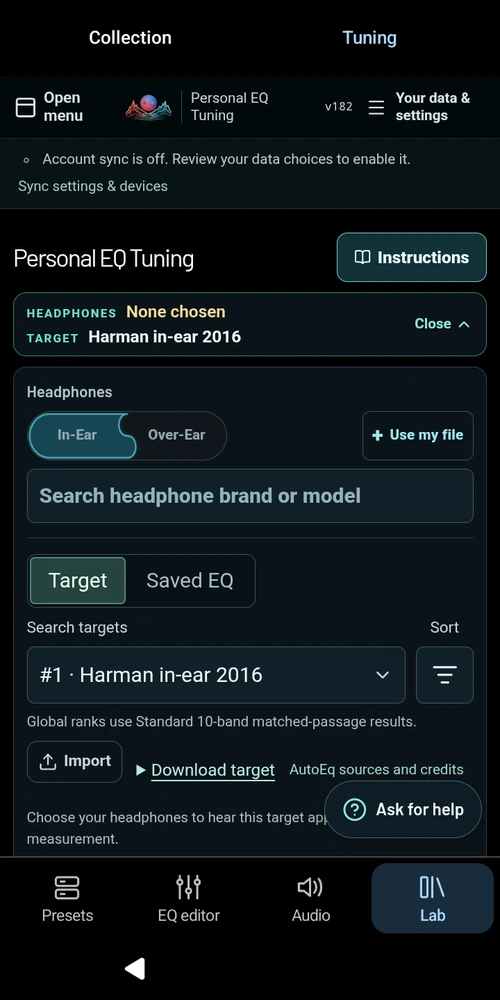 Collection
Tuning
Open menu
Personal EQ Tuning
v182
Your data & settings
Account sync is off. Review your data choices to enable it.
Sync settings & devices
Personal EQ Tuning
Instructions
HEADPHONES None chosen
TARGET Harman in-ear 2016
Close
Headphones
In-Ear
Over-Ear
Use my file
Search headphone brand or model
Target
Saved EQ
Search targets
Sort
#1 · Harman in-ear 2016
Global ranks use Standard 10-band matched-passage results.
Import
Download target
AutoEq sources and credits
Choose your headphones to hear this target
measurement.
Ask for help
Presets
EQ editor
Audio
Lab